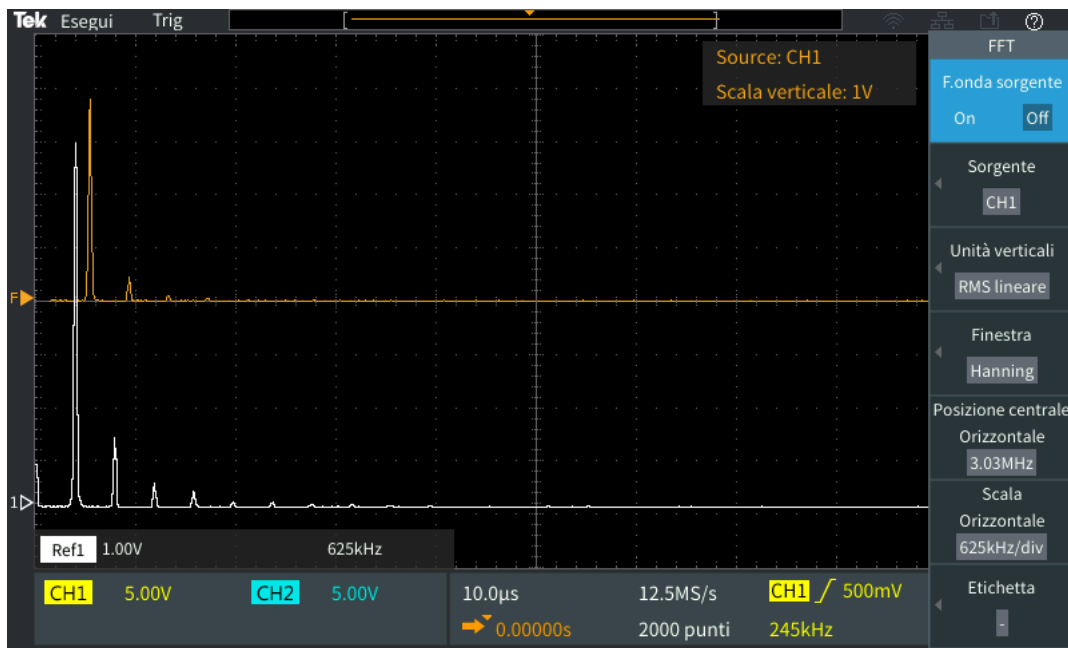 Tek Esegui Trig
Source: CH1
Scala verticale: 1V
FFT
F.onda sorgente
On Off
Sorgente
CH1
Unità verticali
RMS lineare
Finestra
Hanning
Posizione centrale
Orizzontale
3.03MHz
Scala
Orizzontale
625kHz/div
Etichetta
-
F
1
Ref1 1.00V 625kHz
CH1 5.00V CH2 5.00V 10.0µs 12.5MS/s CH1 500mV
0.00000s 2000 punti 245kHz